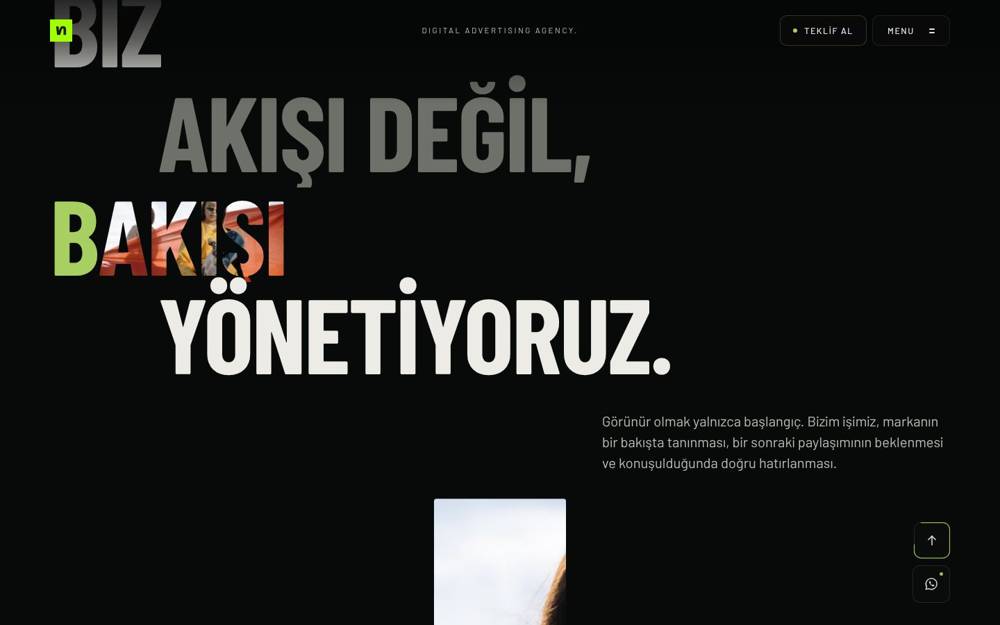 BİZ
DIGITAL ADVERTISING AGENCY.
TEKLİF AL
MENU
AKIŞI DEĞİL,
BAKIŞI
YÖNETİYORUZ.
Görünür olmak yalnızca başlangıç. Bizim işimiz, markanın
bir bakışta tanınması, bir sonraki paylaşımının beklenmesi
ve konuşulduğunda doğru hatırlanması.